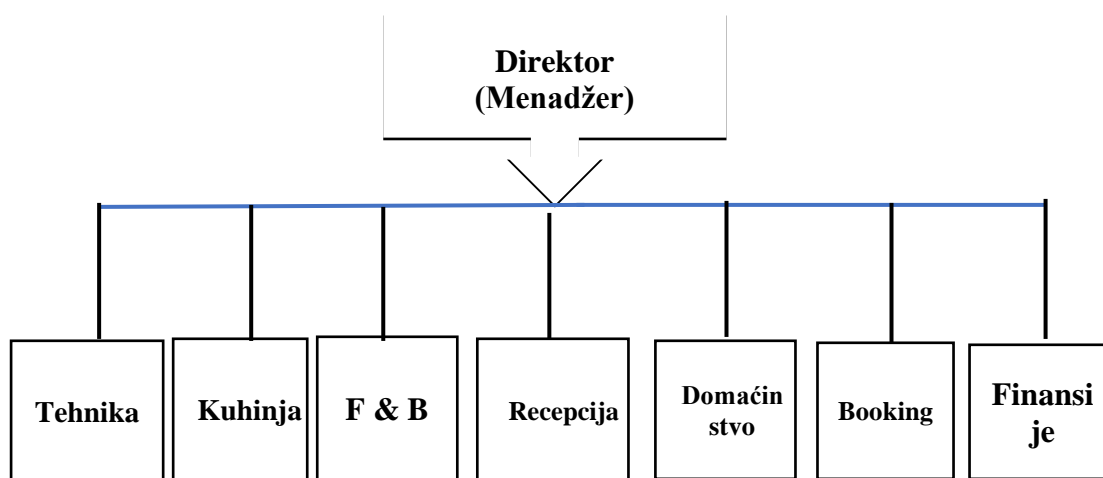 Direktor
(Menadžer)
Tehnika
Kuhinja
F & B
Recepcija
Domaćin
stvo
Booking
Finansi
je